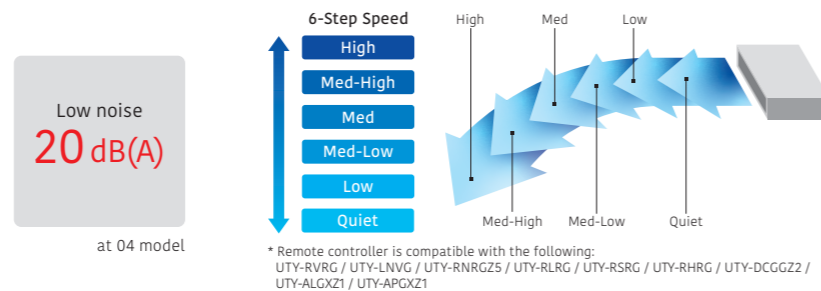 Low noise
20 dB(A)
at 04 model
6-Step Speed
High
Med-High
Med
Med-Low
Low
Quiet
High
Med
Low
Med-High
Med-Low
Quiet
* Remote controller is compatible with the following:
UTY-RVRG / UTY-LNVG / UTY-RNRGZ5 / UTY-RLRG / UTY-RSRG / UTY-RHRG / UTY-DCGGZ2 /
UTY-ALGXZ1 / UTY-APGXZ1